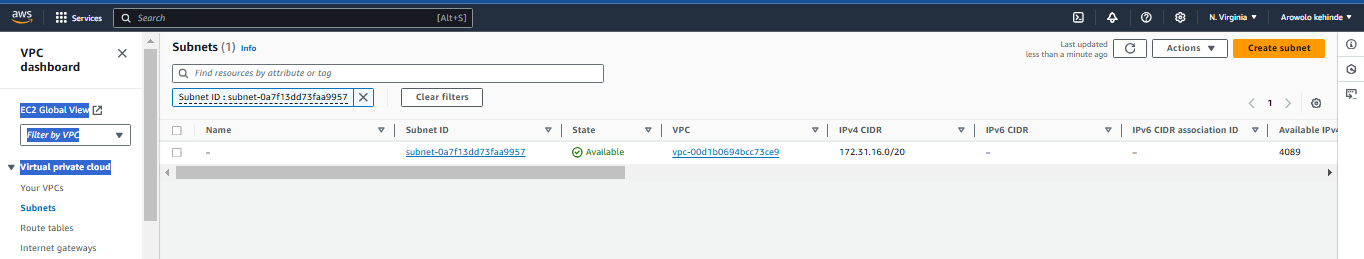 aws Services Search [Alt+S] N. Virginia Arowolo kehinde
VPC dashboard
EC2 Global View
Filter by VPC
Virtual private cloud
Your VPCs
Subnets
Route tables
Internet gateways
Subnets (1) Info
Last updated
less than a minute ago
Actions
Create subnet
Find resources by attribute or tag
Subnet ID : subnet-0a7f13dd73faa9957
Clear filters
1
Name Subnet ID State VPC IPv4 CIDR IPv6 CIDR IPv6 CIDR association ID Available IPv4
– subnet-0a7f13dd73faa9957 Available vpc-00d1b0694bcc73ce9 172.31.16.0/20 – – 4089